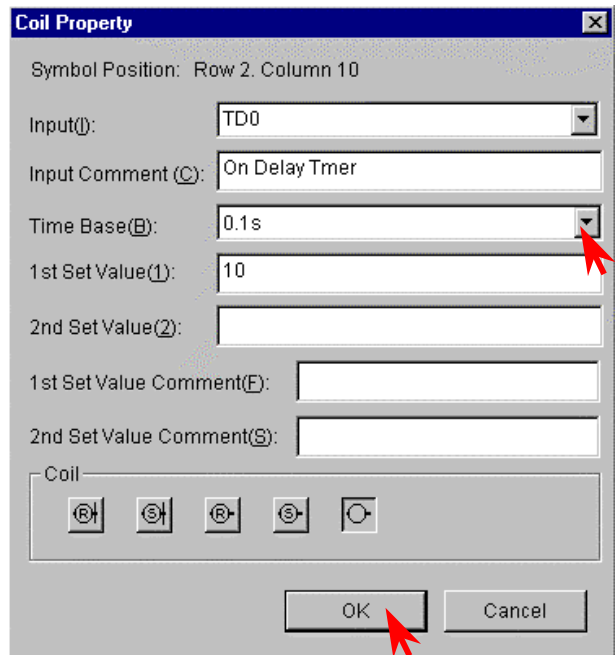 Coil Property
Symbol Position: Row 2. Column 10
Input(I): TD0
Input Comment (C): On Delay Tmer
Time Base(B): 0.1s
1st Set Value(1): 10
2nd Set Value(2):
1st Set Value Comment(F):
2nd Set Value Comment(S):
Coil
R S R S
OK Cancel